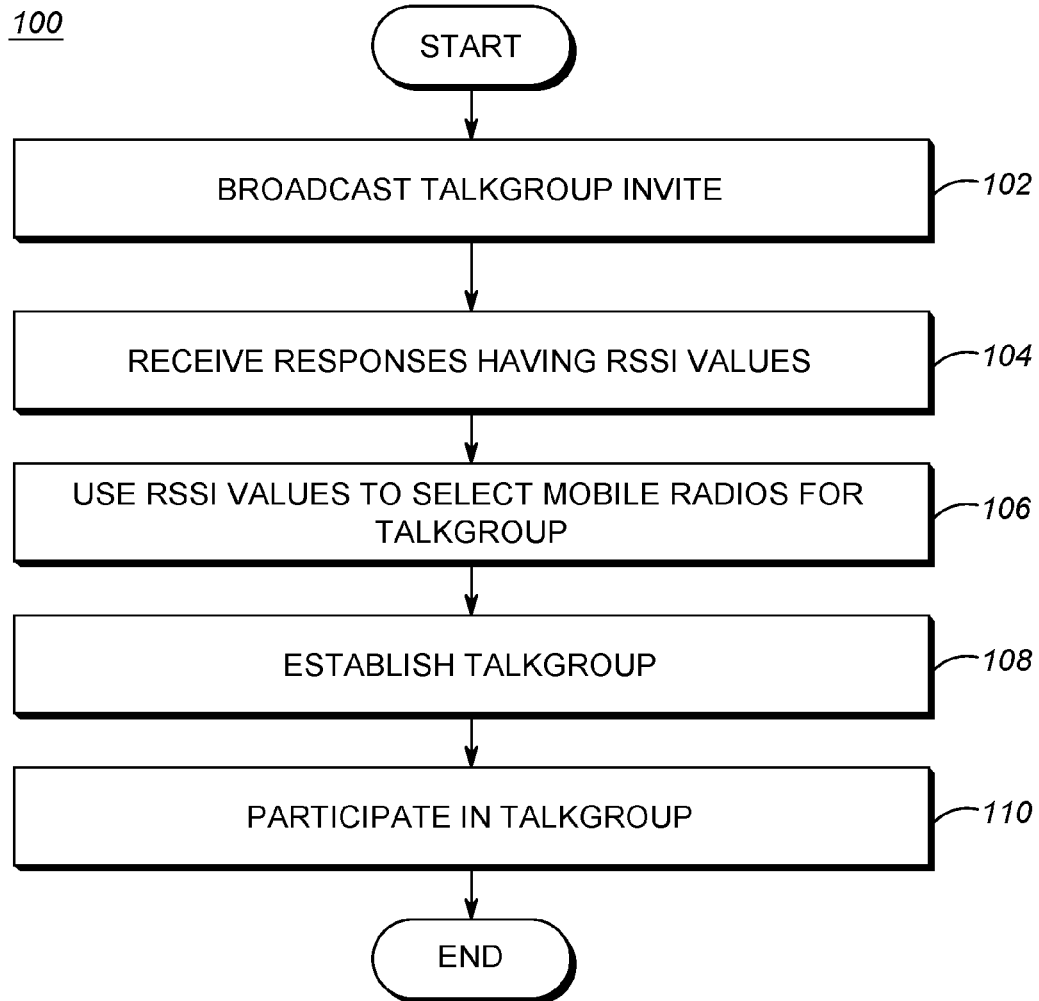 100
START
BROADCAST TALKGROUP INVITE
102
RECEIVE RESPONSES HAVING RSSI VALUES
104
USE RSSI VALUES TO SELECT MOBILE RADIOS FOR
TALKGROUP
106
ESTABLISH TALKGROUP
108
PARTICIPATE IN TALKGROUP
110
END